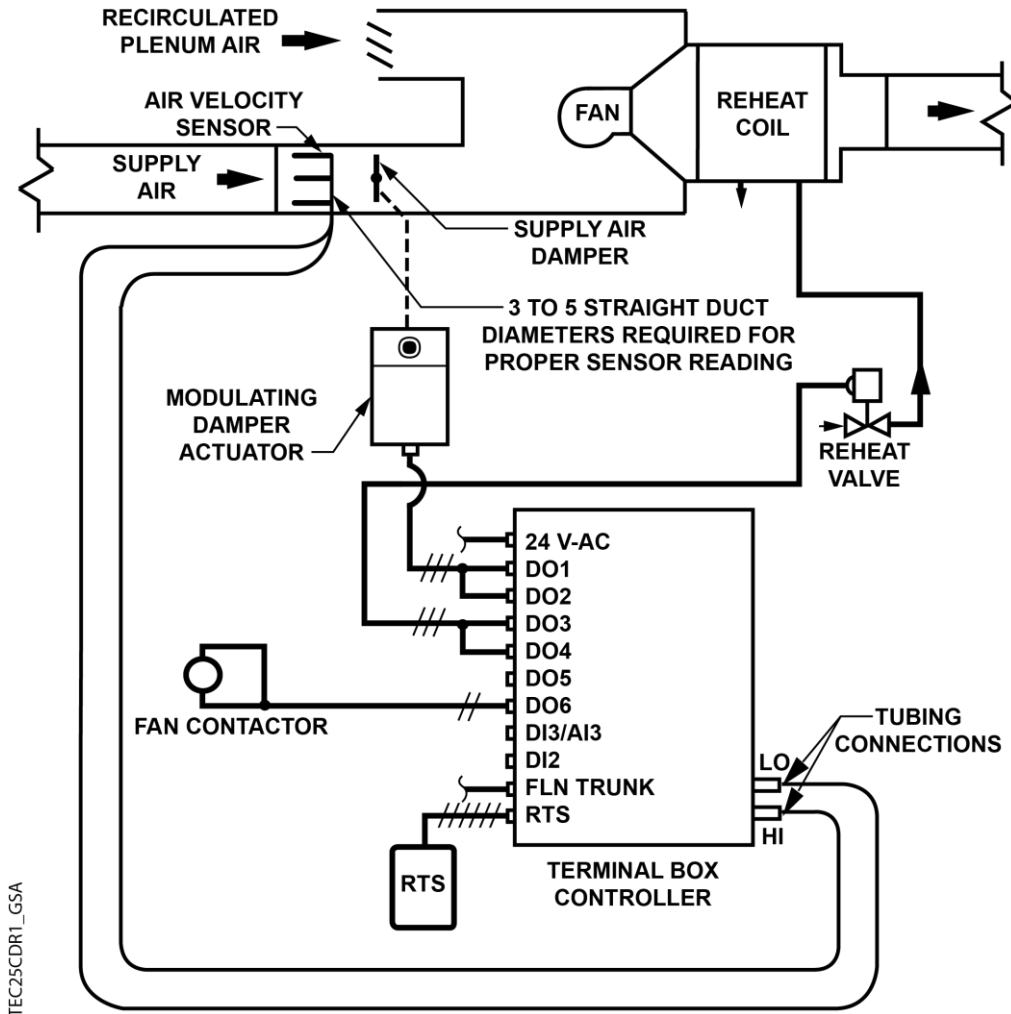 RECIRCULATED
PLENUM AIR
AIR VELOCITY
SENSOR
SUPPLY
AIR
FAN
REHEAT
COIL
SUPPLY AIR
DAMPER
3 TO 5 STRAIGHT DUCT
DIAMETERS REQUIRED FOR
PROPER SENSOR READING
MODULATING
DAMPER
ACTUATOR
REHEAT
VALVE
24 V-AC
DO1
DO2
DO3
DO4
DO5
DO6
DI3/AI3
DI2
FLN TRUNK
RTS
FAN CONTACTOR
TUBING
CONNECTIONS
LO
HI
RTS
TERMINAL BOX
CONTROLLER
TEC25CDR1_GSA